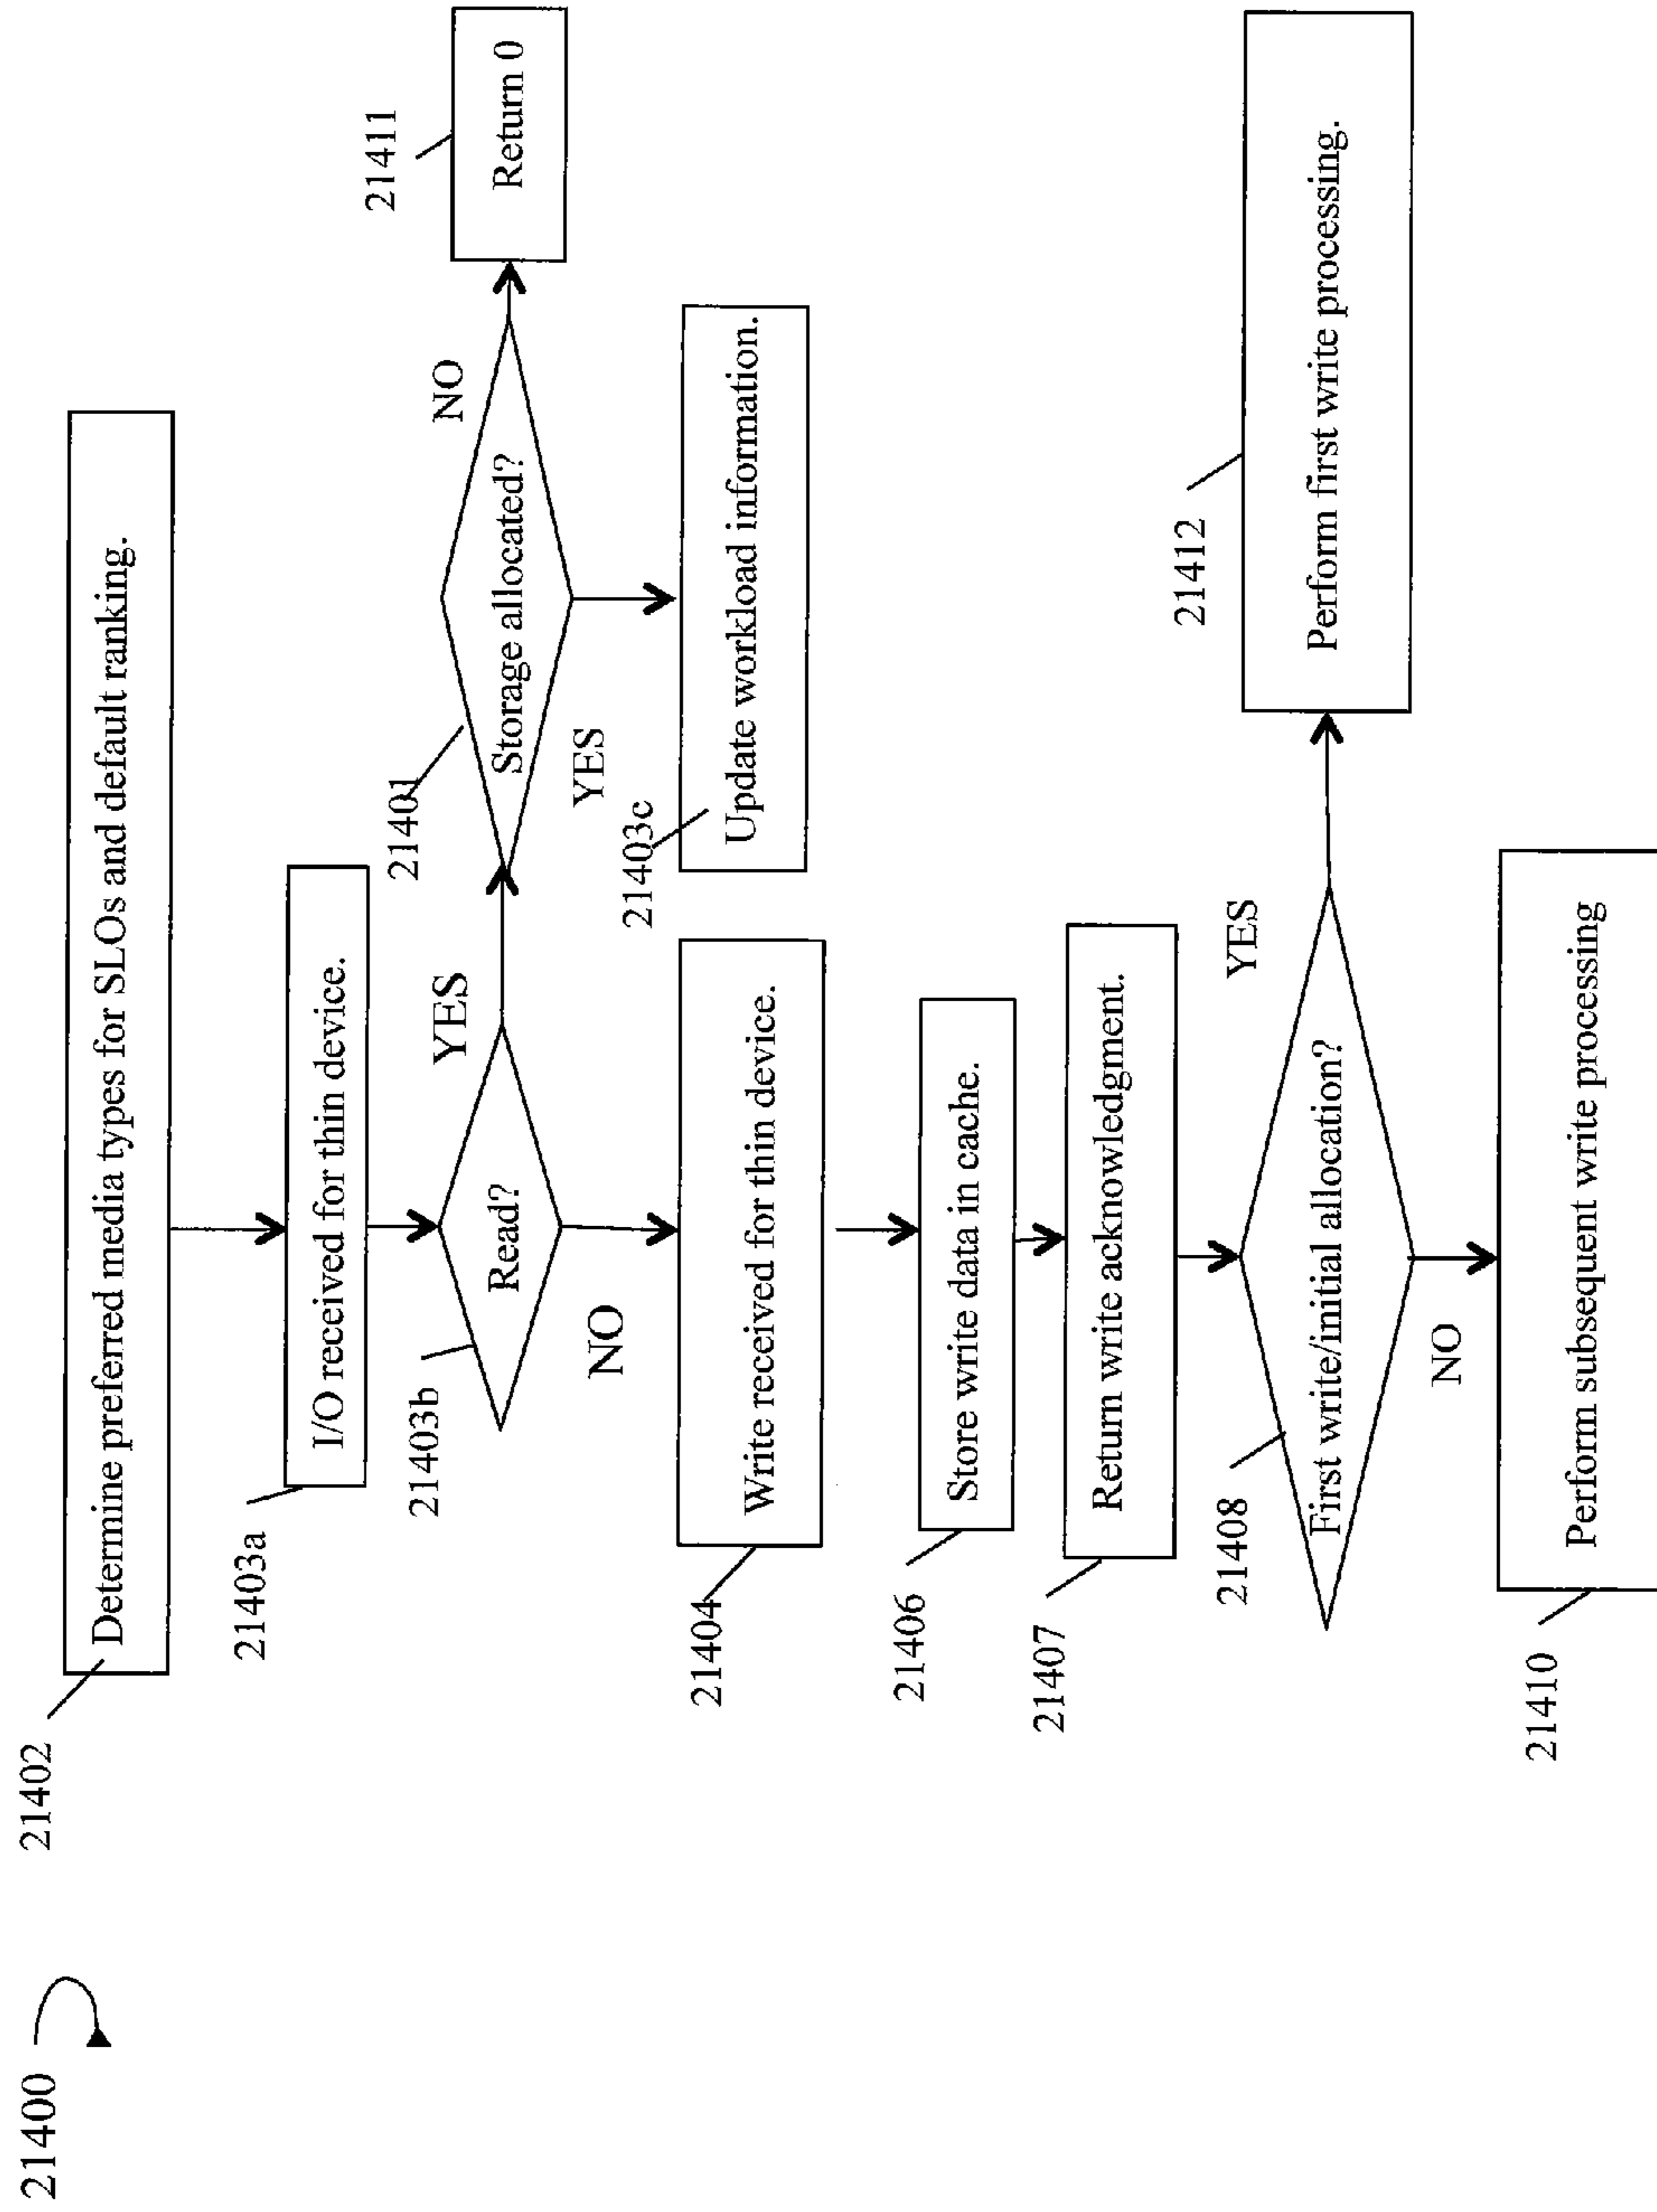 21400
21402
Determine preferred media types for SLOs and default ranking.
21403a
I/O received for thin device.
21403b
Read?
YES
21401
Storage allocated?
NO
21411
Return 0
YES
21403c
Update workload information.
NO
21404
Write received for thin device.
21406
Store write data in cache.
21407
Return write acknowledgment.
21408
First write/initial allocation?
YES
21412
Perform first write processing.
NO
21410
Perform subsequent write processing